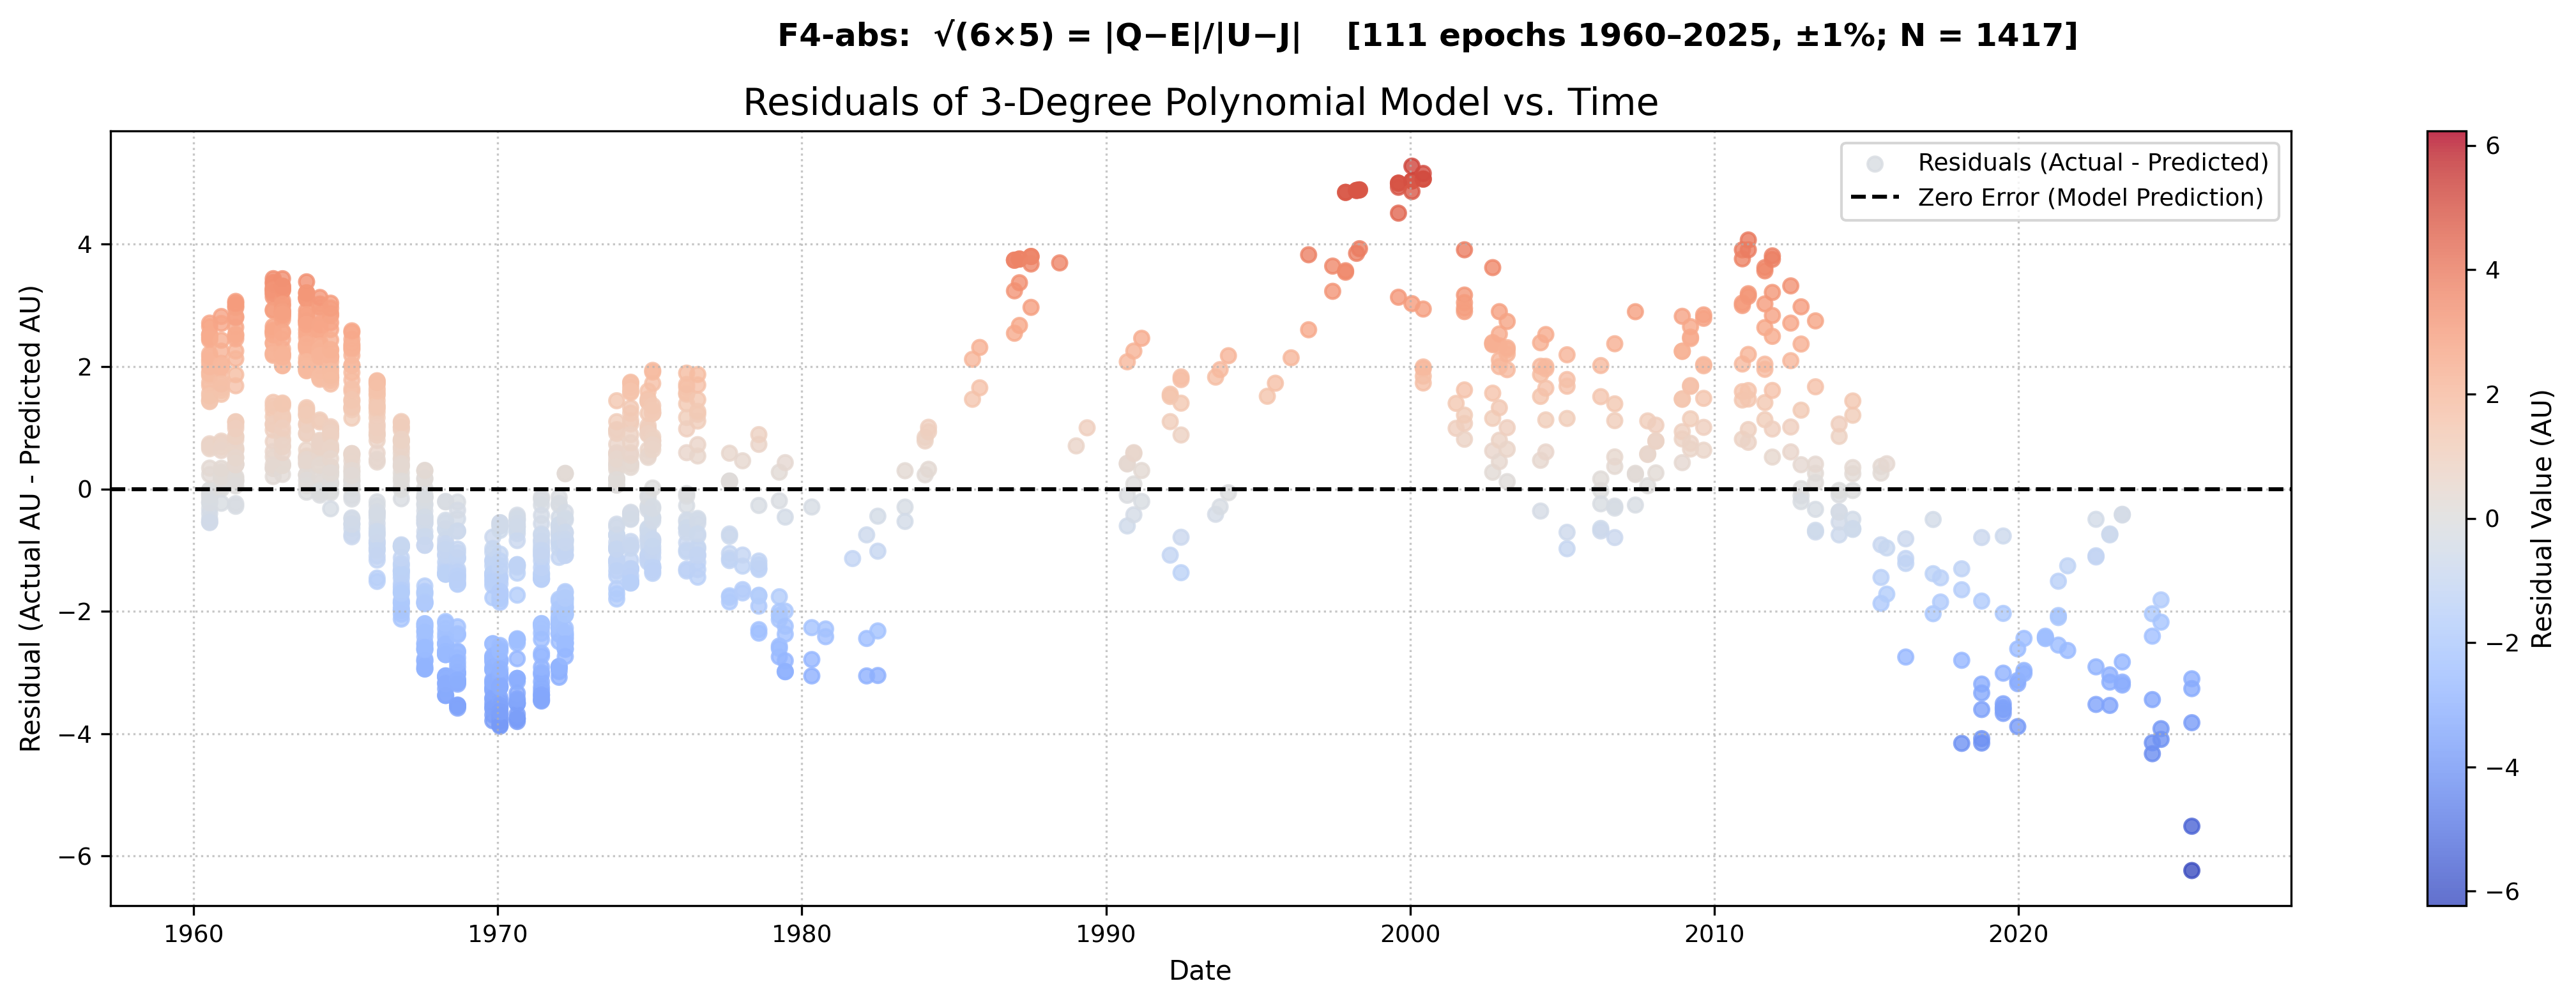 F4-abs: √(6×5) = |Q−E|/|U−J| [111 epochs 1960–2025, ±1%; N = 1417]
Residuals of 3-Degree Polynomial Model vs. Time
Residuals (Actual - Predicted)
Zero Error (Model Prediction)
Residual (Actual AU - Predicted AU)
4
2
0
−2
−4
−6
1960
1970
1980
1990
2000
2010
2020
Date
6
4
2
0
−2
−4
−6
Residual Value (AU)